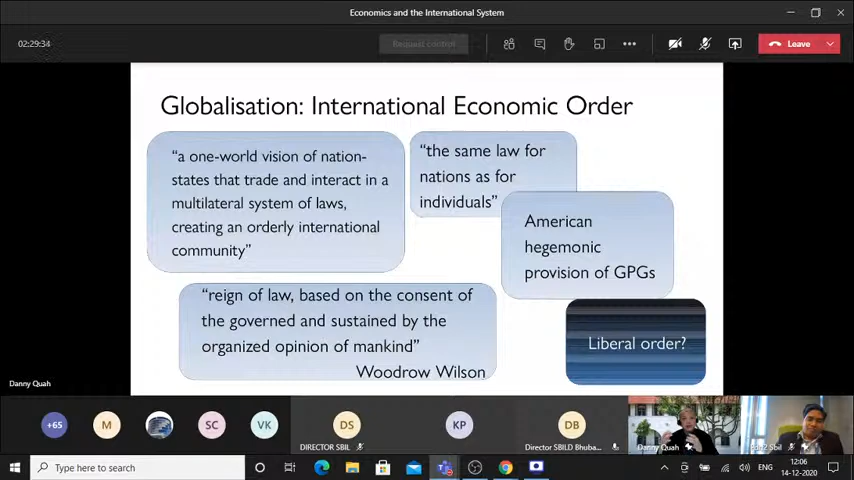 Economics and the International System
02:29:34
Request control
Leave
Globalisation: International Economic Order
“a one-world vision of nation-
states that trade and interact in a
multilateral system of laws,
creating an orderly international
community”
“the same law for
nations as for
individuals”
American
hegemonic
provision of GPGs
“reign of law, based on the consent of
the governed and sustained by the
organized opinion of mankind”
Woodrow Wilson
Liberal order?
Danny Quah
+65
M
SC
VK
DS
KP
DB
DIRECTOR SBIL
Director SBILD Bhuba...
Danny Quah
Sbil
Type here to search
ENG
12:06
14-12-2020